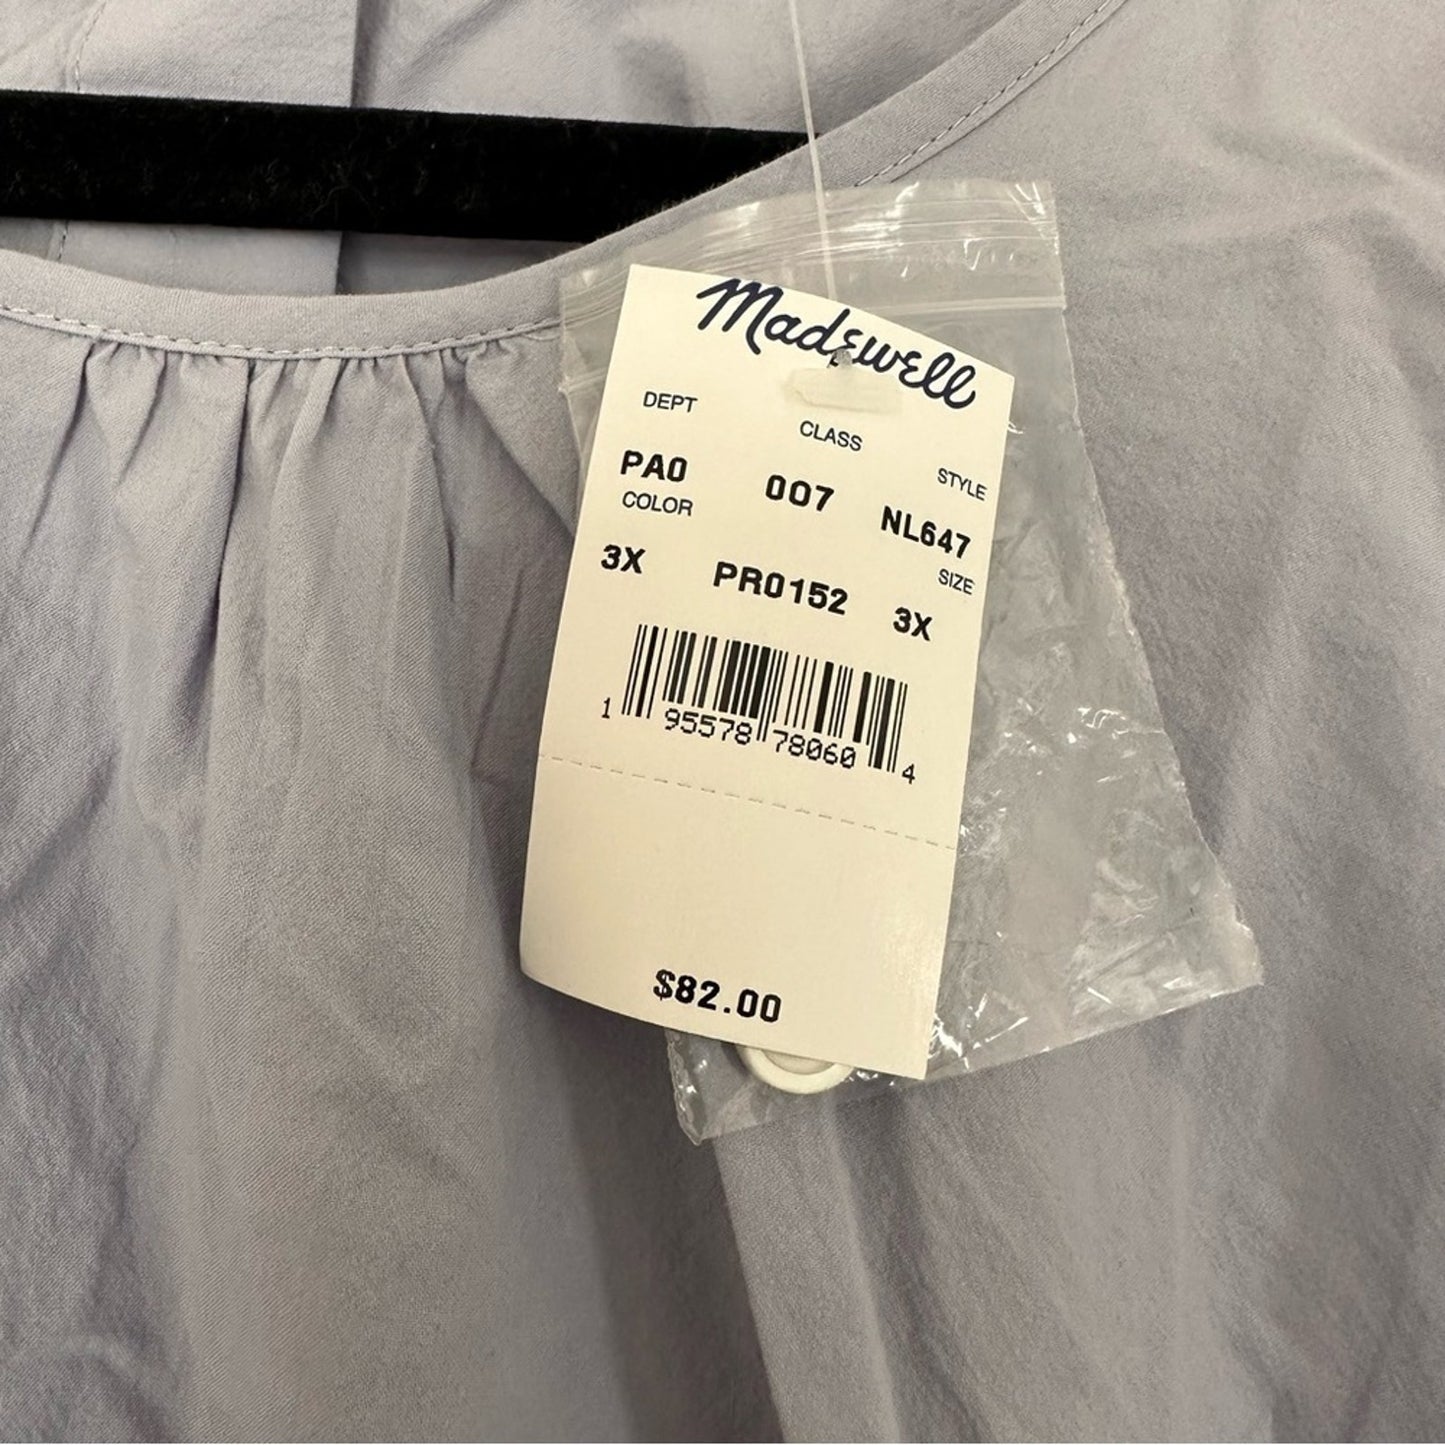 Madewell
DEPT CLASS STYLE
PA0 007 NL647
COLOR SIZE
3X PR0152 3X
1 95578 78060 4
$82.00